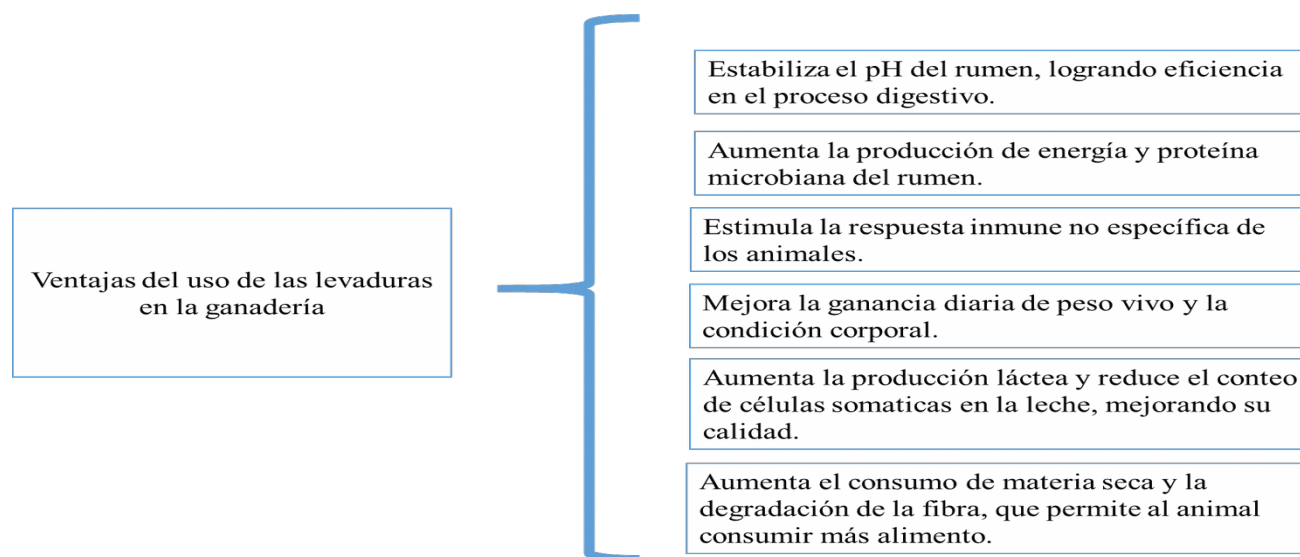 Ventajas del uso de las levaduras
en la ganadería
Estabiliza el pH del rumen, logrando eficiencia
en el proceso digestivo.
Aumenta la producción de energía y proteína
microbiana del rumen.
Estimula la respuesta inmune no específica de
los animales.
Mejora la ganancia diaria de peso vivo y la
condición corporal.
Aumenta la producción láctea y reduce el conteo
de células somaticas en la leche, mejorando su
calidad.
Aumenta el consumo de materia seca y la
degradación de la fibra, que permite al animal
consumir más alimento.